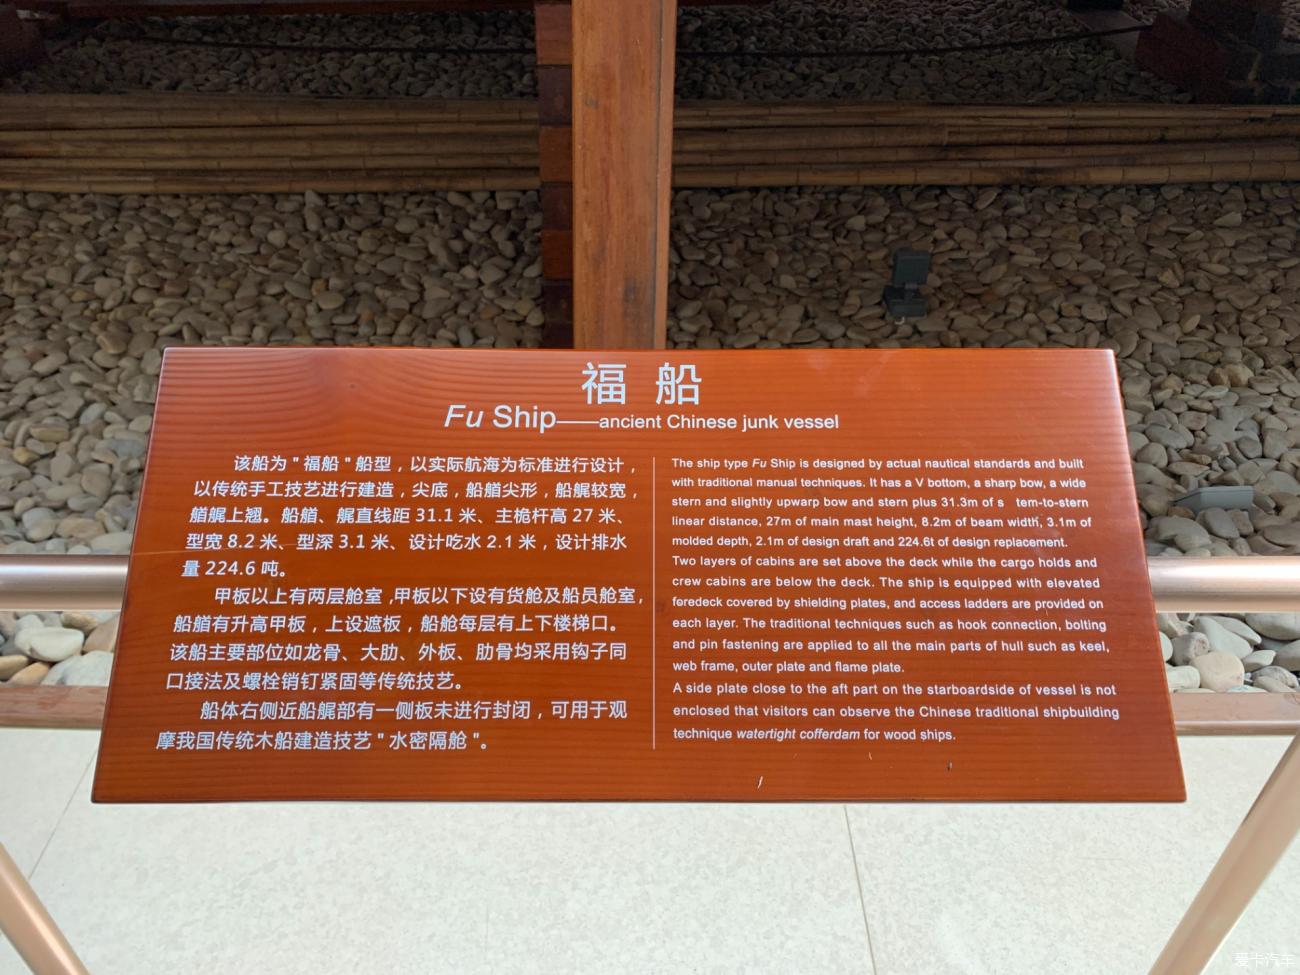 福 船
Fu Ship——ancient Chinese junk vessel
该船为"福船"船型，以实际航海为标准进行设计，
以传统手工技艺进行建造，尖底，船艏尖形，船艉较宽，
艏艉上翘。船艏、艉直线距 31.1 米、主桅杆高 27 米、
型宽 8.2 米、型深 3.1 米、设计吃水 2.1 米，设计排水
量 224.6 吨。
甲板以上有两层舱室,甲板以下设有货舱及船员舱室，
船艏有升高甲板，上设遮板，船舱每层有上下楼梯口。
该船主要部位如龙骨、大肋、外板、肋骨均采用钩子同
口接法及螺栓销钉紧固等传统技艺。
船体右侧近船艉部有一侧板未进行封闭，可用于观
摩我国传统木船建造技艺"水密隔舱"。
The ship type Fu Ship is designed by actual nautical standards and built
with traditional manual techniques. It has a V bottom, a sharp bow, a wide
stern and slightly upwarp bow and stern plus 31.3m of s tem-to-stern
linear distance, 27m of main mast height, 8.2m of beam width, 3.1m of
molded depth, 2.1m of design draft and 224.6t of design replacement.
Two layers of cabins are set above the deck while the cargo holds and
crew cabins are below the deck. The ship is equipped with elevated
foredeck covered by shielding plates, and access ladders are provided on
each layer. The traditional techniques such as hook connection, bolting
and pin fastening are applied to all the main parts of hull such as keel,
web frame, outer plate and flame plate.
A side plate close to the aft part on the starboardside of vessel is not
enclosed that visitors can observe the Chinese traditional shipbuilding
technique watertight cofferdam for wood ships.
爱卡汽车